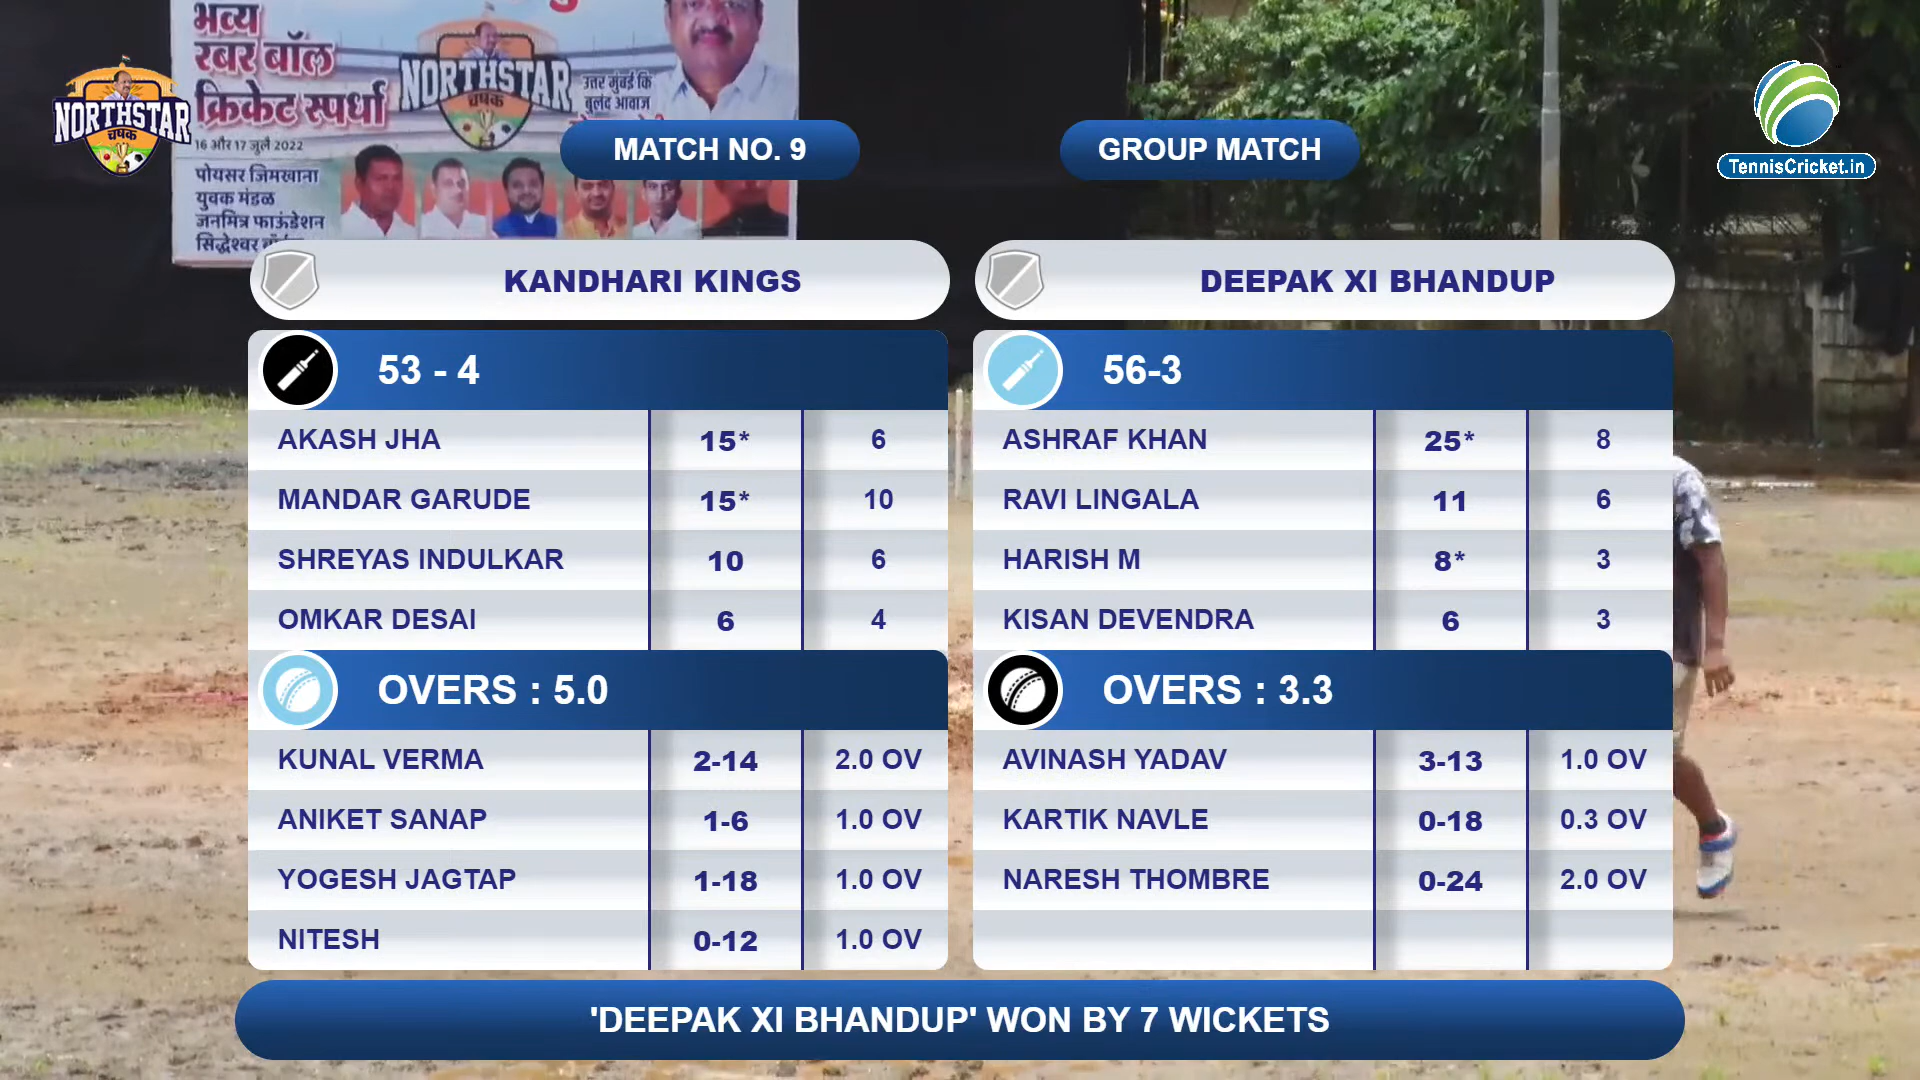 भव्य
रबर बॉल
क्रिकेट स्पर्धा
16 और 17 जुलै 2022
पोयसर जिमखाना
युवक मंडळ
जनमित्र फाऊंडेशन
सिद्धेश्वर
NORTHSTAR
चषक
उत्तर मुंबई कि
बुलंद आवाज
NORTHSTAR
चषक
TennisCricket.in
MATCH NO. 9
GROUP MATCH
KANDHARI KINGS
53 - 4
AKASH JHA 15* 6
MANDAR GARUDE 15* 10
SHREYAS INDULKAR 10 6
OMKAR DESAI 6 4
OVERS : 5.0
KUNAL VERMA 2-14 2.0 OV
ANIKET SANAP 1-6 1.0 OV
YOGESH JAGTAP 1-18 1.0 OV
NITESH 0-12 1.0 OV
DEEPAK XI BHANDUP
56-3
ASHRAF KHAN 25* 8
RAVI LINGALA 11 6
HARISH M 8* 3
KISAN DEVENDRA 6 3
OVERS : 3.3
AVINASH YADAV 3-13 1.0 OV
KARTIK NAVLE 0-18 0.3 OV
NARESH THOMBRE 0-24 2.0 OV
'DEEPAK XI BHANDUP' WON BY 7 WICKETS